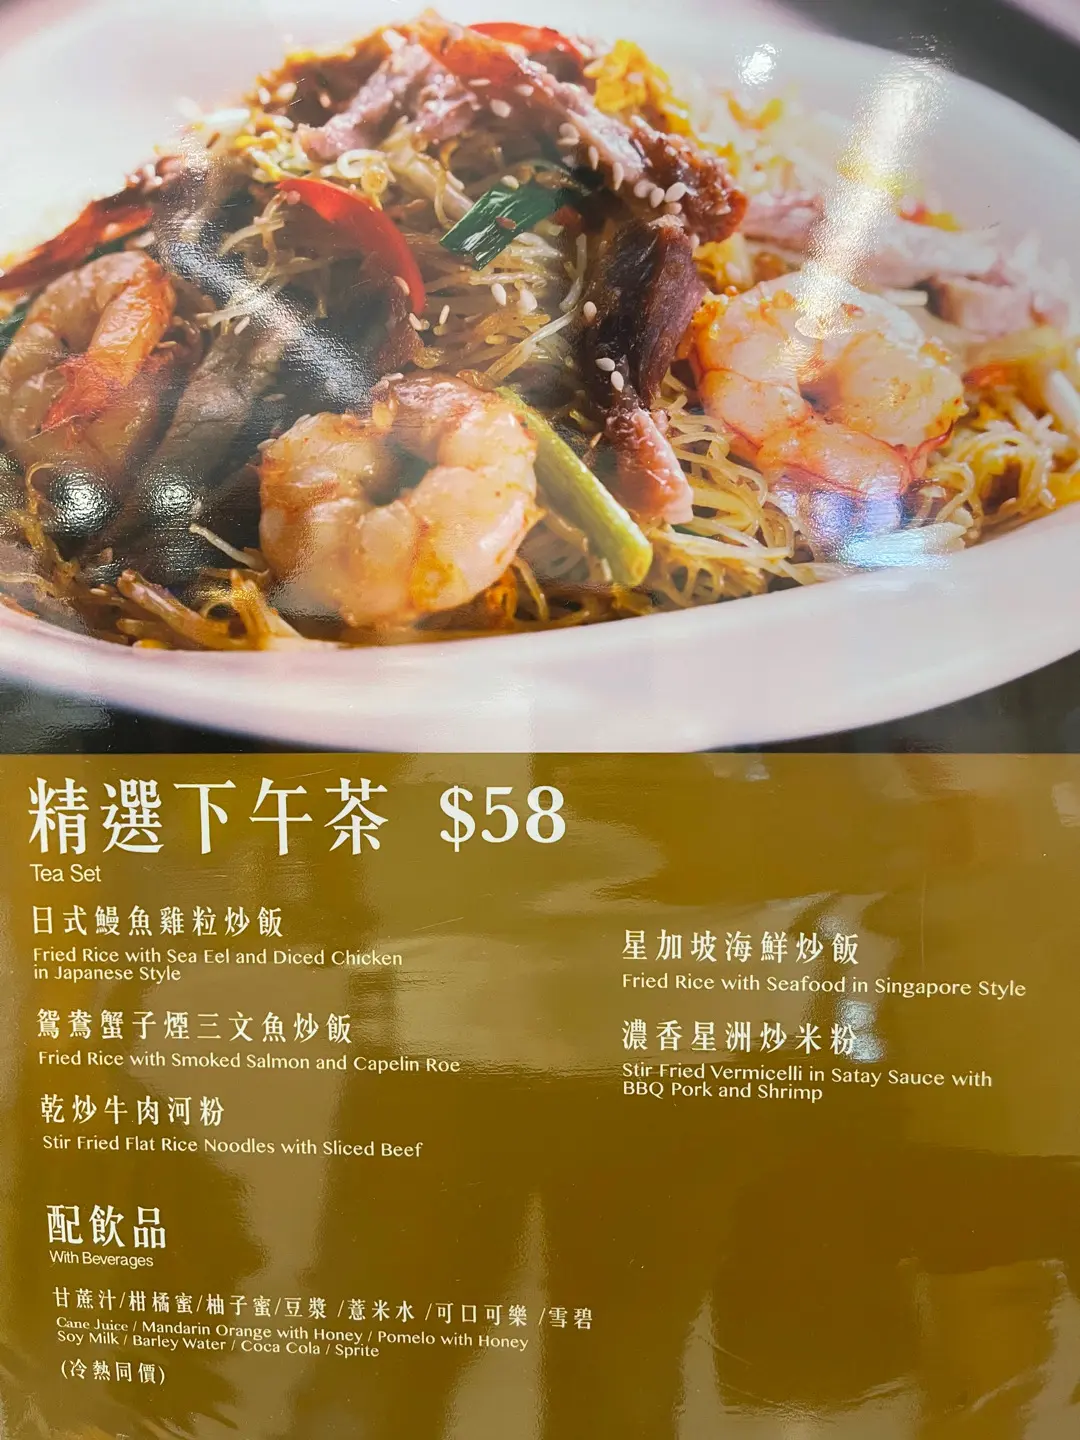 精選下午茶 $58
Tea Set
日式鰻魚雞粒炒飯
Fried Rice with Sea Eel and Diced Chicken
in Japanese Style
鴛鴦蟹子煙三文魚炒飯
Fried Rice with Smoked Salmon and Capelin Roe
乾炒牛肉河粉
Stir Fried Flat Rice Noodles with Sliced Beef
星加坡海鮮炒飯
Fried Rice with Seafood in Singapore Style
濃香星洲炒米粉
Stir Fried Vermicelli in Satay Sauce with
BBQ Pork and Shrimp
配飲品
With Beverages
甘蔗汁/柑橘蜜/柚子蜜/豆漿 /薏米水 /可口可樂 /雪碧
Cane Juice / Mandarin Orange with Honey / Pomelo with Honey
Soy Milk / Barley Water / Coca Cola / Sprite
(冷熱同價)